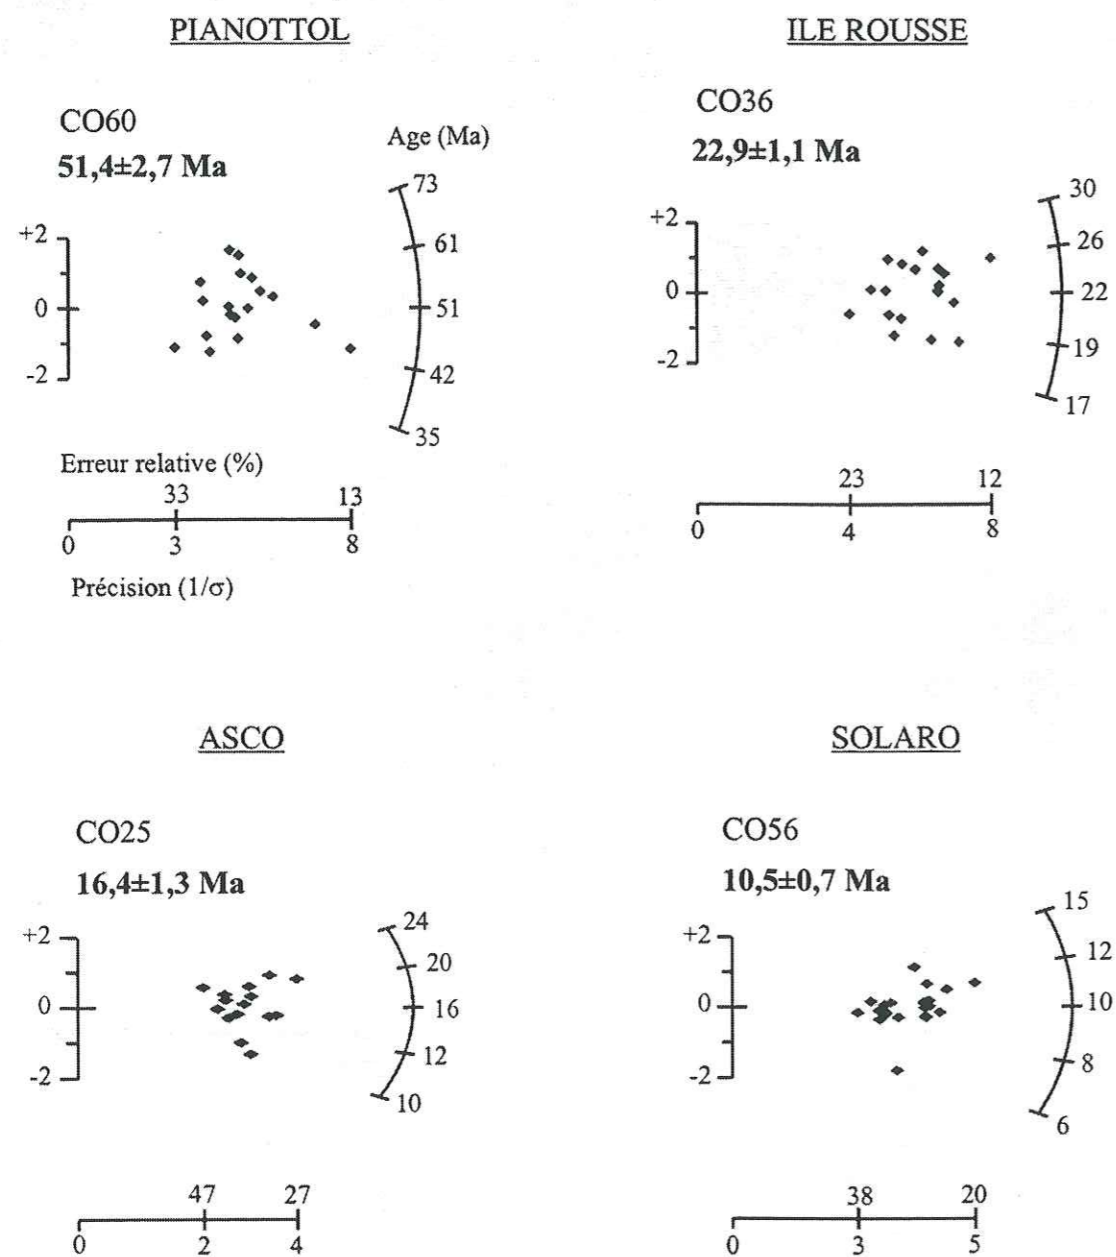 PIANOTTOL
CO60
51,4±2,7 Ma
Age (Ma)
73
61
51
42
35
+2
0
-2
Erreur relative (%)
33 13
0 3 8
Précision (1/σ)
ILE ROUSSE
CO36
22,9±1,1 Ma
30
26
22
19
17
+2
0
-2
23 12
0 4 8
ASCO
CO25
16,4±1,3 Ma
24
20
16
12
10
+2
0
-2
47 27
0 2 4
SOLARO
CO56
10,5±0,7 Ma
15
12
10
8
6
+2
0
-2
38 20
0 3 5